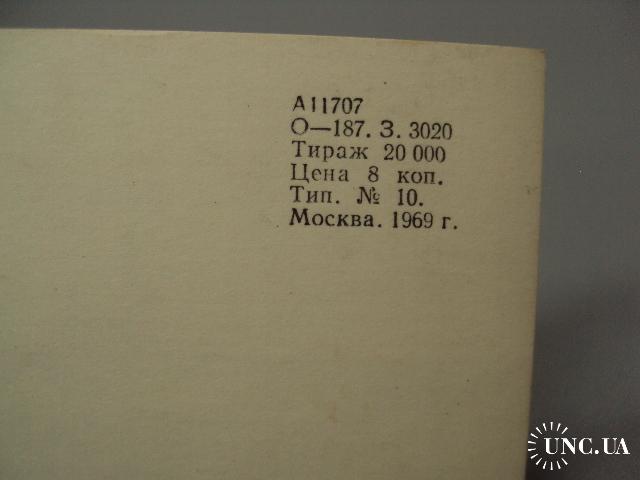 А11707
О—187. З. 3020
Тираж 20 000
Цена 8 коп.
Тип. № 10.
Москва. 1969 г.
UNC.UA